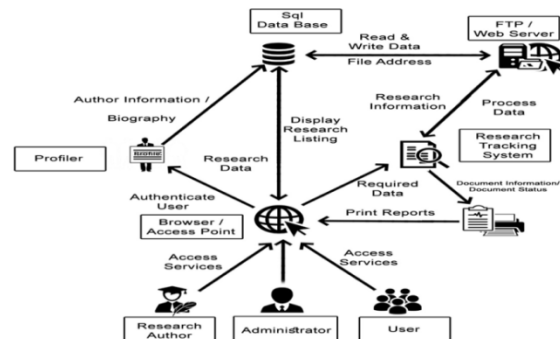 Sql
Data Base
FTP /
Web Server
Read &
Write Data
File Address
Author Information /
Biography
Research
Information
Process
Data
Display
Research
Listing
Research
Tracking
System
Profiler
Research
Data
Required
Data
Document Information/
Document Status
Authenticate
User
Browser /
Access Point
Print Reports
Access
Services
Access
Services
Research
Author
Administrator
User